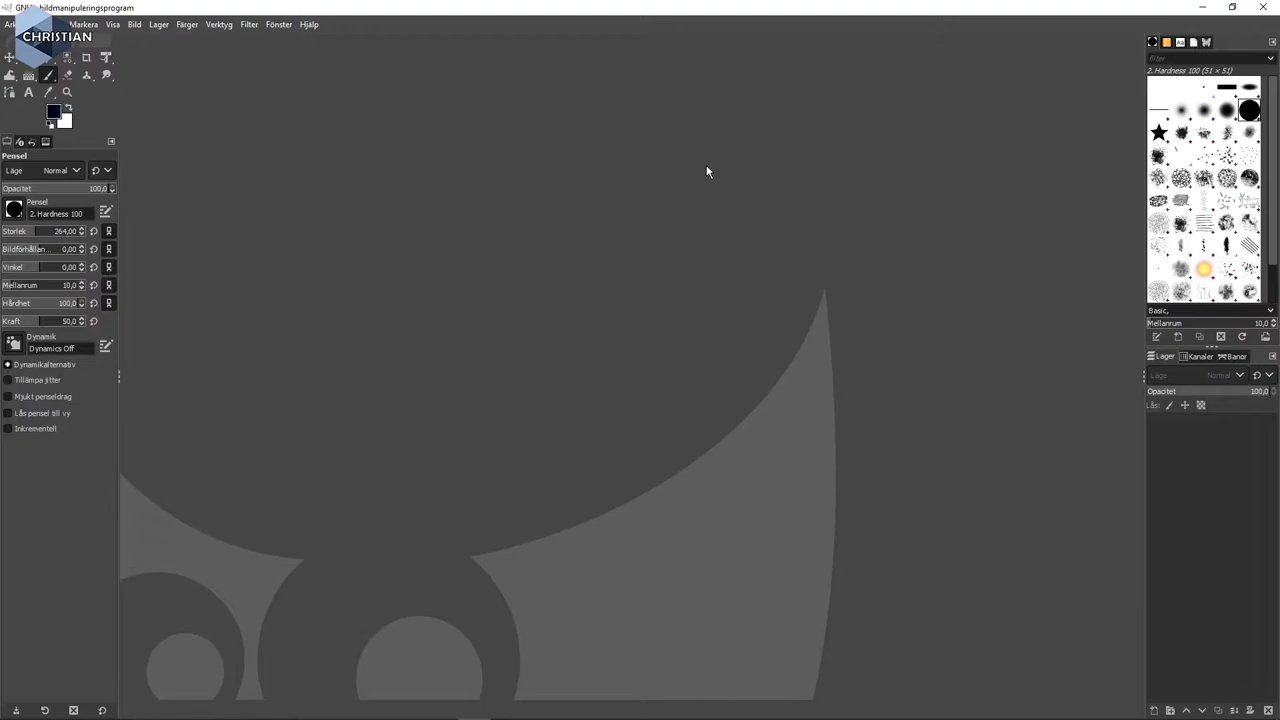 GNU bildmanipuleringsprogram
Markera Visa Bild Lager Färger Verktyg Filter Fönster Hjälp
CHRISTIAN
Pensel
Läge Normal
Opacitet 100,0
Pensel
2. Hardness 100
Storlek 264,00
Bildförhållan... 0,00
Vinkel 0,00
Mellanrum 10,0
Hårdhet 100,0
Kraft 50,0
Dynamik
Dynamics Off
Dynamikalternativ
Tillämpa jitter
Mjukt penseldrag
Lås pensel till vy
Inkrementell
filter
2. Hardness 100 (51 × 51)
Basic,
Mellanrum 10,0
Lager Kanaler Banor
Läge Normal
Opacitet 100,0
Lås: